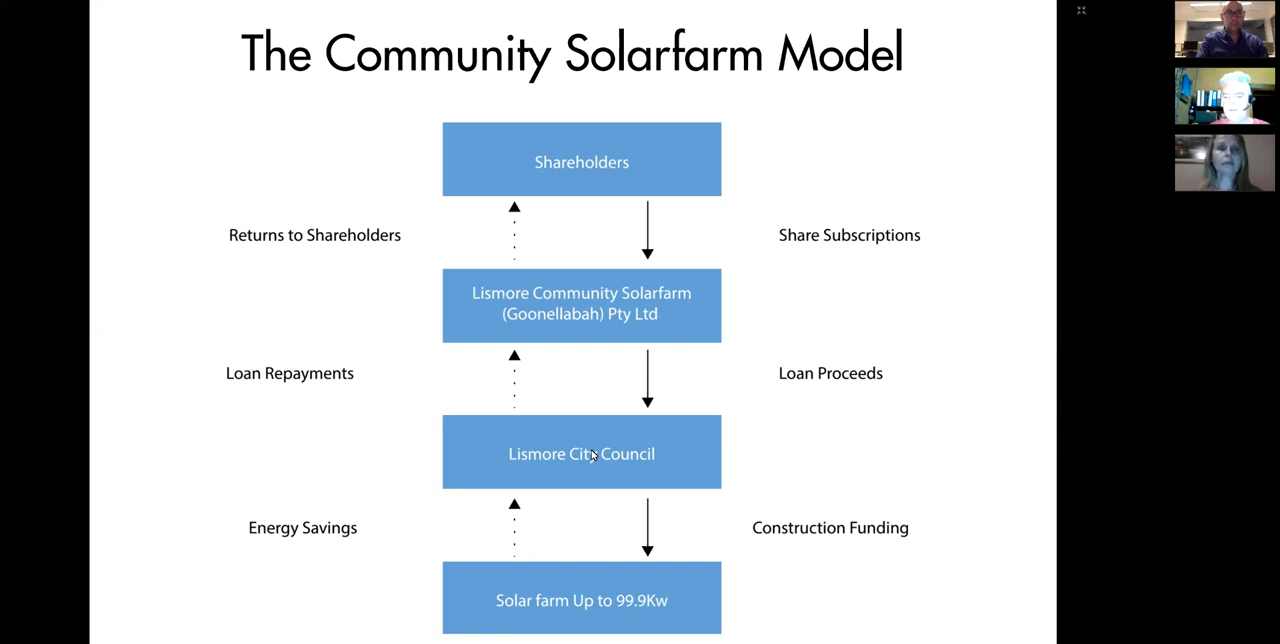 The Community Solarfarm Model
Shareholders
Returns to Shareholders
Share Subscriptions
Lismore Community Solarfarm
(Goonellabah) Pty Ltd
Loan Repayments
Loan Proceeds
Lismore City Council
Energy Savings
Construction Funding
Solar farm Up to 99.9Kw